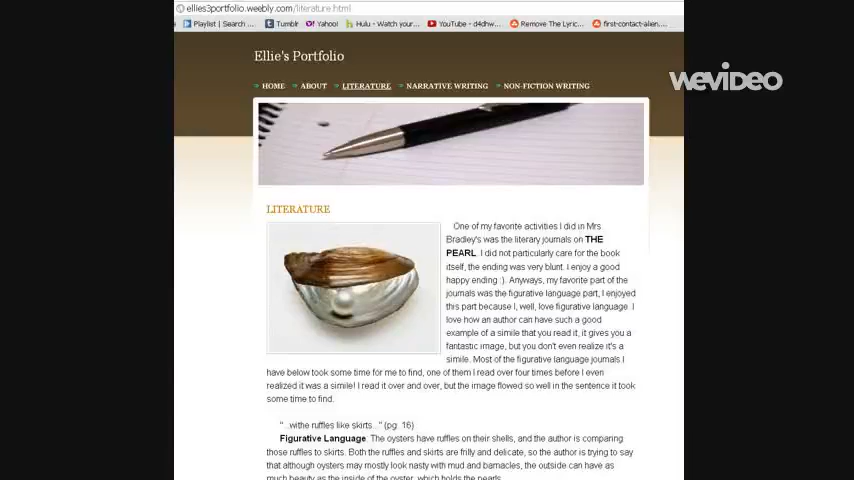 ellies3portfolio.weebly.com/literature.html
Playlist | Search ... Tumblr Yahoo! Hulu - Watch your... YouTube - d4dhw... Remove The Lyric... first-contact-alien....
Ellie's Portfolio
WEVIDEO
HOME ABOUT LITERATURE NARRATIVE WRITING NON-FICTION WRITING
LITERATURE
One of my favorite activities I did in Mrs.
Bradley's was the literary journals on THE
PEARL. I did not particularly care for the book
itself, the ending was very blunt. I enjoy a good
happy ending :). Anyways, my favorite part of the
journals was the figurative language part, I enjoyed
this part because I, well, love figurative language. I
love how an author can have such a good
example of a simile that you read it, it gives you a
fantastic image, but you don't even realize it's a
simile. Most of the figurative language journals I
have below took some time for me to find, one of them I read over four times before I even
realized it was a simile! I read it over and over, but the image flowed so well in the sentence it took
some time to find.
"...withe ruffles like skirts..." (pg. 16)
Figurative Language: The oysters have ruffles on their shells, and the author is comparing
those ruffles to skirts. Both the ruffles and skirts are frilly and delicate, so the author is trying to say
that although oysters may mostly look nasty with mud and barnacles, the outside can have as
much beauty as the inside of the oyster, which holds the pearls.